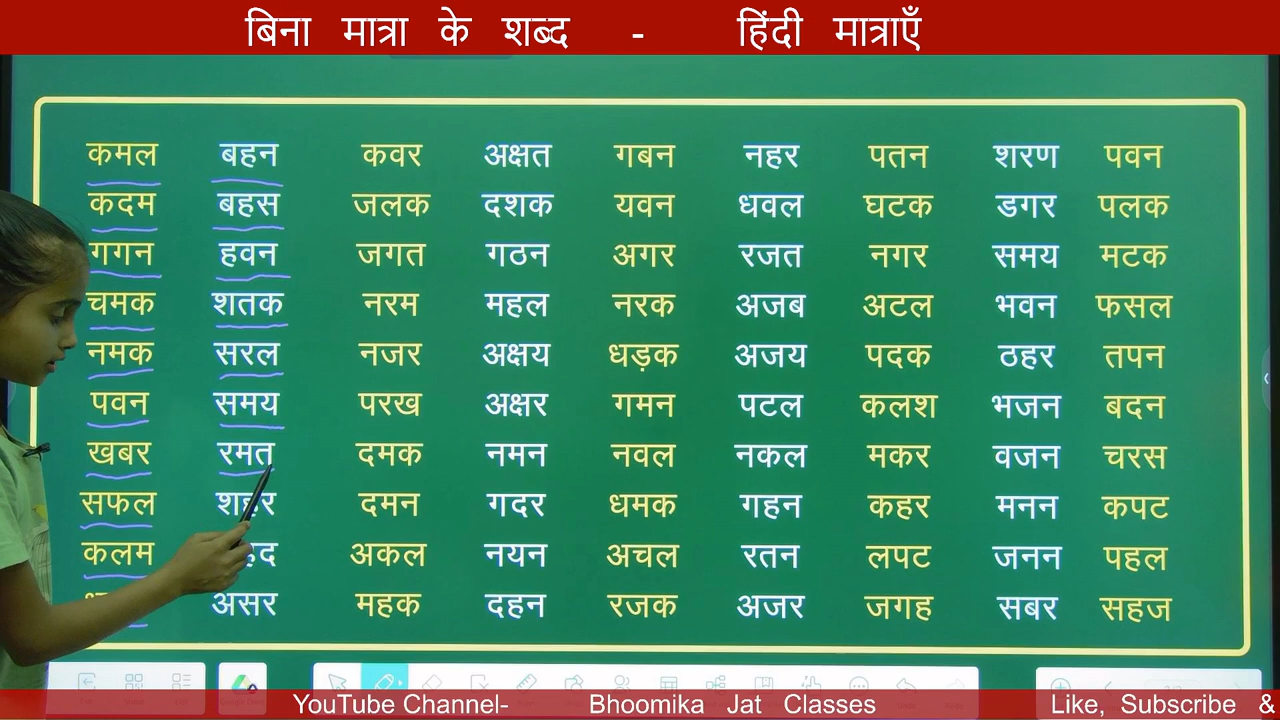 बिना मात्रा के शब्द - हिंदी मात्राएँ
कमल बहन कवर अक्षत गबन नहर पतन शरण पवन
कदम बहस जलक दशक यवन धवल घटक डगर पलक
गगन हवन जगत गठन अगर रजत नगर समय मटक
चमक शतक नरम महल नरक अजब अटल भवन फसल
नमक सरल नजर अक्षय धड़क अजय पदक ठहर तपन
पवन समय परख अक्षर गमन पटल कलश भजन बदन
खबर रमत दमक नमन नवल नकल मकर वजन चरस
सफल शहर दमन गदर धमक गहन कहर मनन कपट
कलम अकल नयन अचल रतन लपट जनन पहल
असर महक दहन रजक अजर जगह सबर सहज
YouTube Channel- Bhoomika Jat Classes Like, Subscribe &